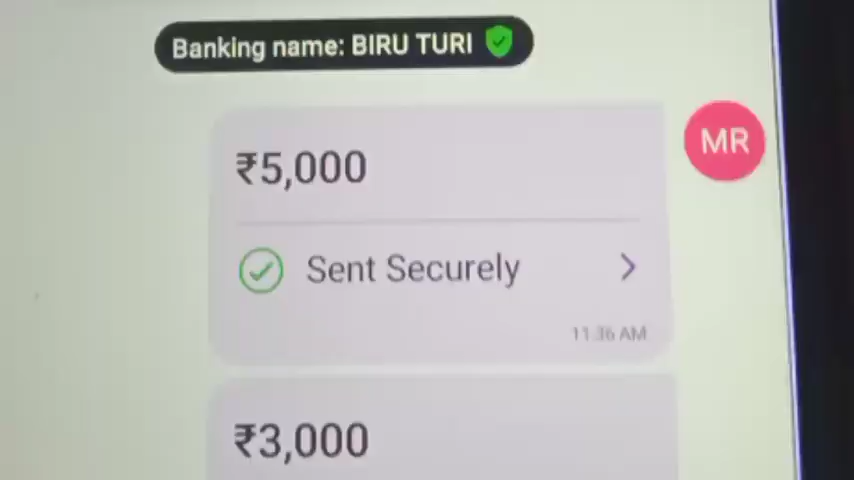 Banking name: BIRU TURI
MR
₹5,000
Sent Securely
11:36 AM
₹3,000